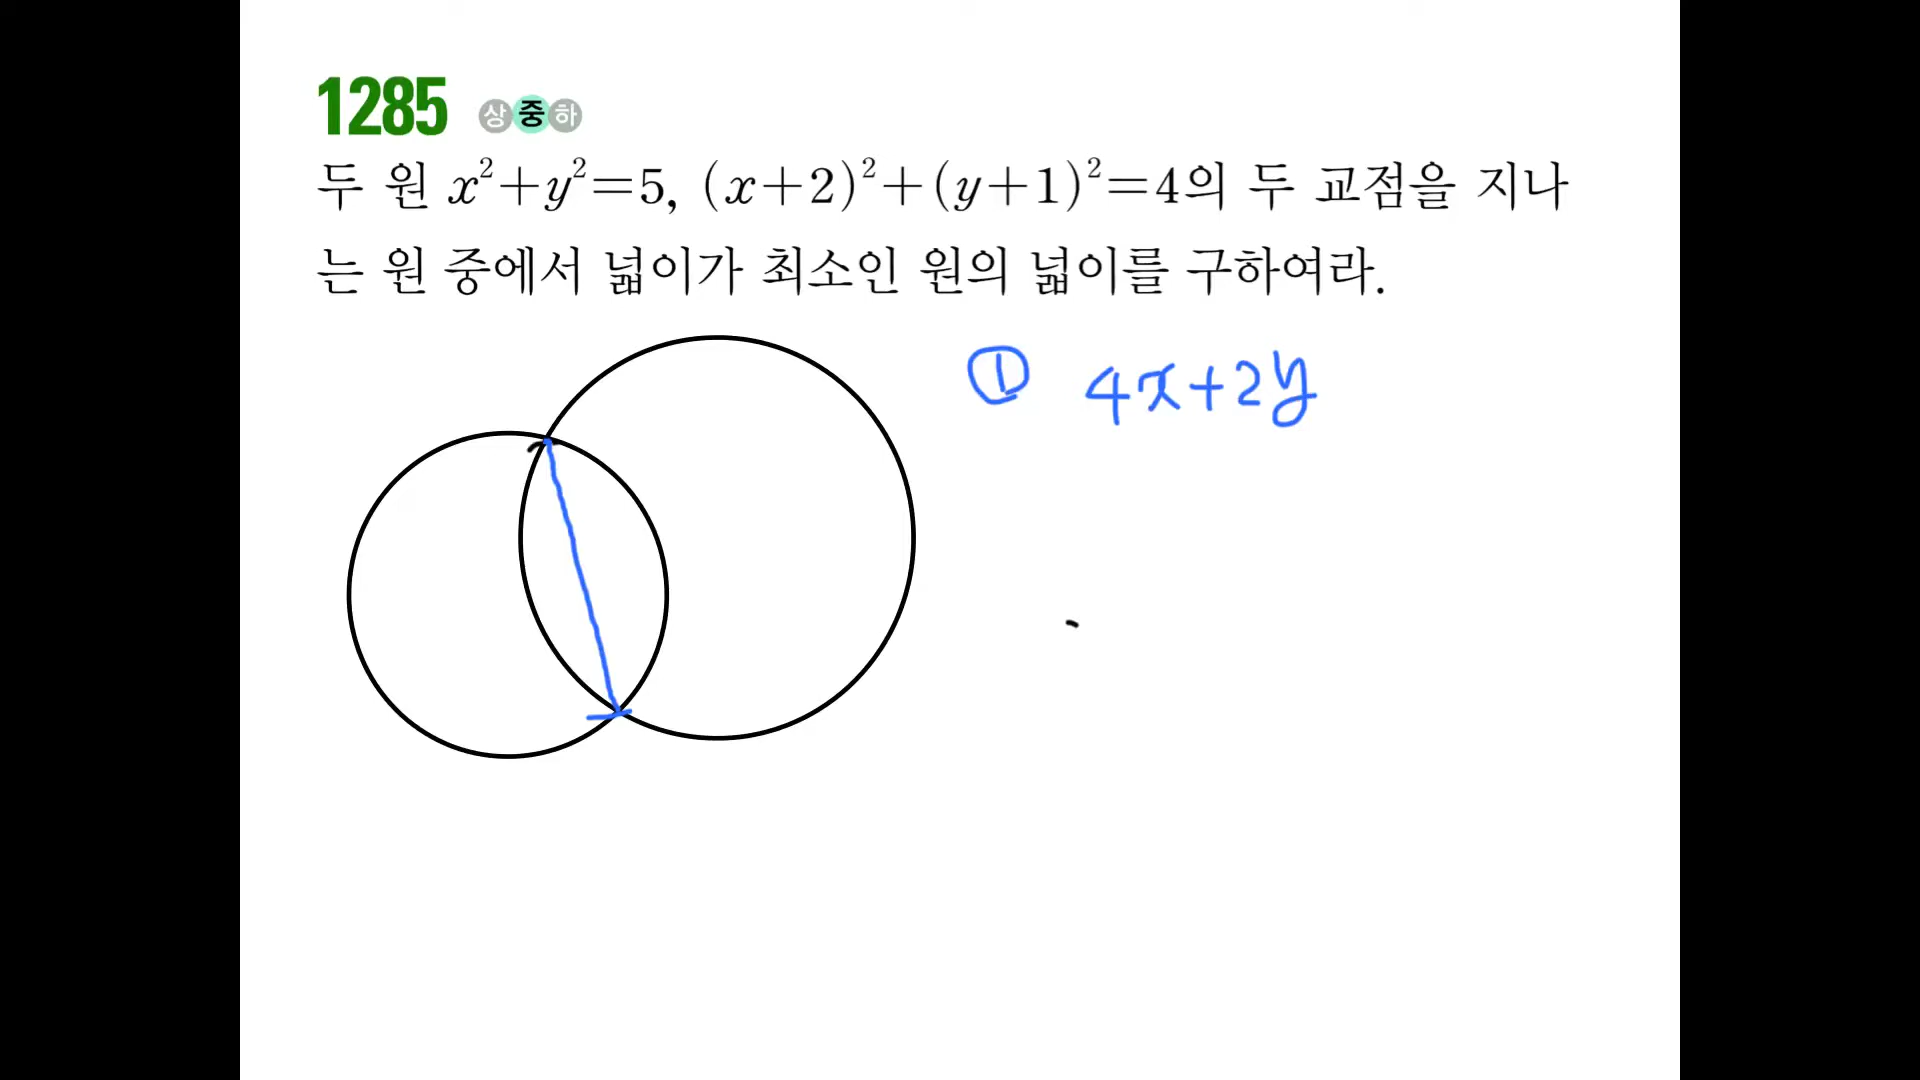 1285 상 중 하
두 원 x²+y²=5, (x+2)²+(y+1)²=4의 두 교점을 지나
는 원 중에서 넓이가 최소인 원의 넓이를 구하여라.
① 4x+2y